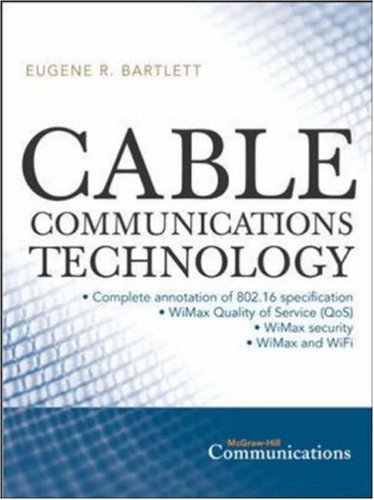 EUGENE R. BARTLETT
CABLE
COMMUNICATIONS
TECHNOLOGY
• Complete annotation of 802.16 specification
• WiMax Quality of Service (QoS)
• WiMax security
• WiMax and WiFi
McGraw-Hill
Communications